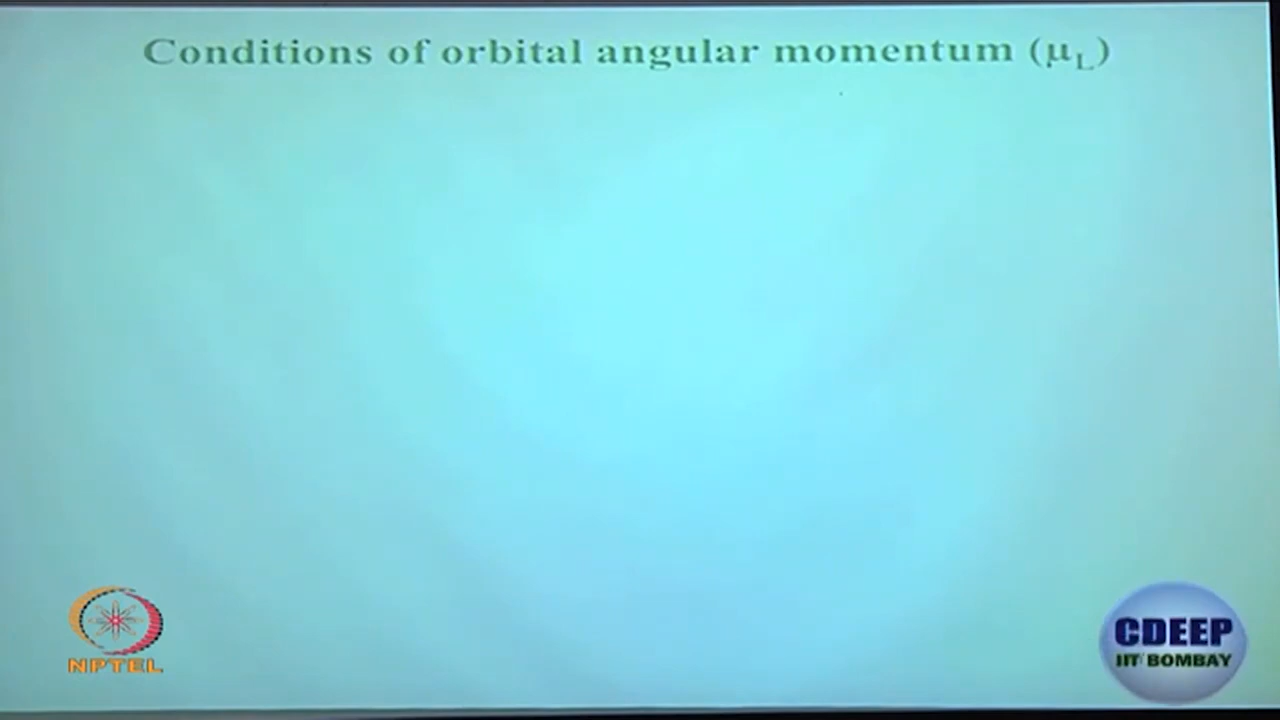 Conditions of orbital angular momentum (μL)
NPTEL
CDEEP
IIT BOMBAY